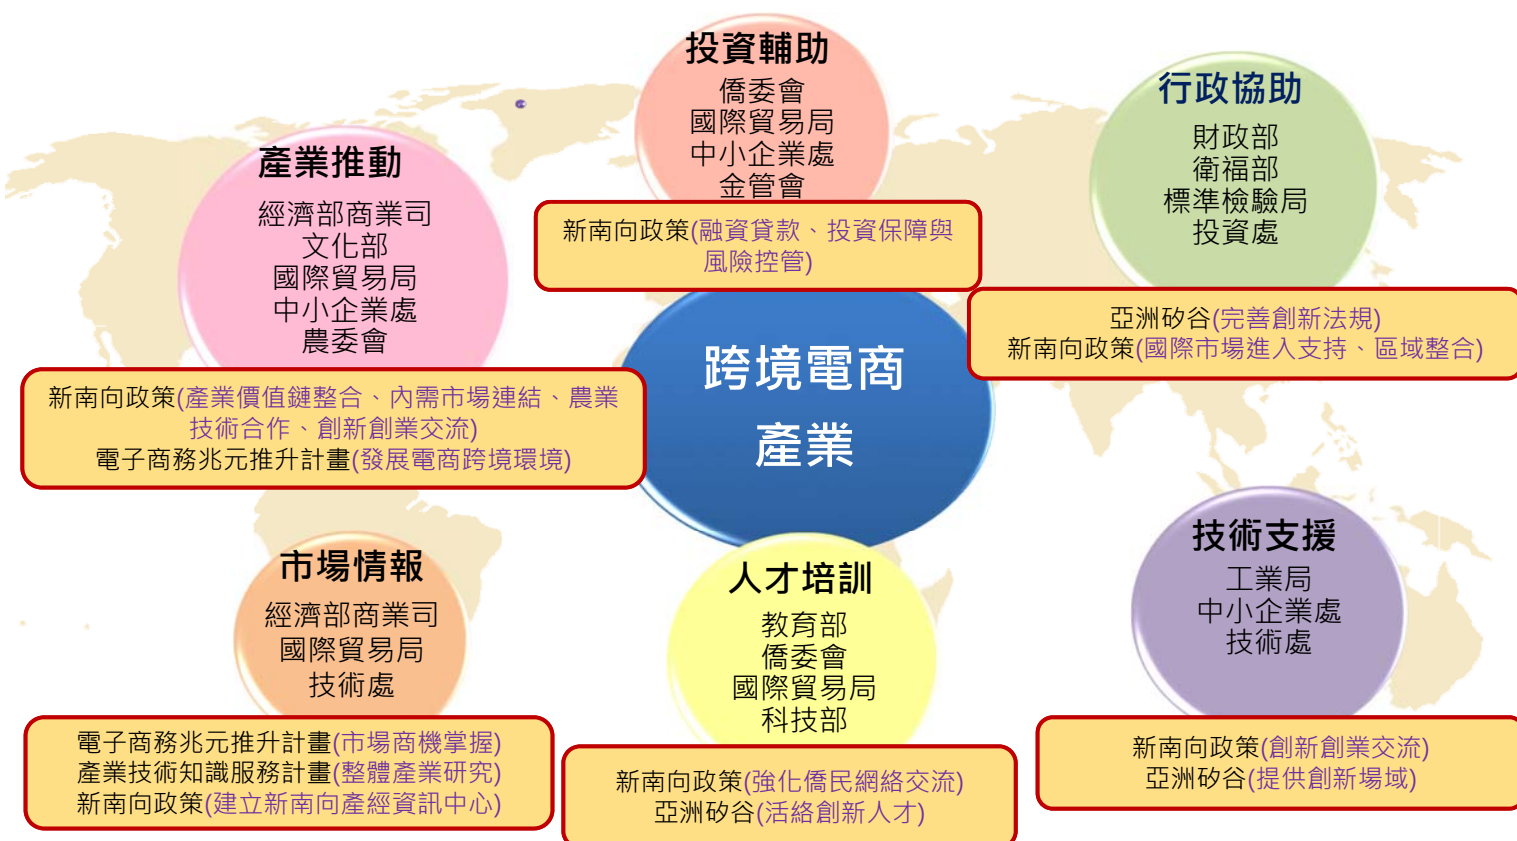 投資輔助
僑委會
國際貿易局
中小企業處
金管會
新南向政策(融資貸款、投資保障與
風險控管)
行政協助
財政部
衛福部
標準檢驗局
投資處
亞洲矽谷(完善創新法規)
新南向政策(國際市場進入支持、區域整合)
產業推動
經濟部商業司
文化部
國際貿易局
中小企業處
農委會
新南向政策(產業價值鏈整合、內需市場連結、農業
技術合作、創新創業交流)
電子商務兆元推升計畫(發展電商跨境環境)
跨境電商
產業
市場情報
經濟部商業司
國際貿易局
技術處
電子商務兆元推升計畫(市場商機掌握)
產業技術知識服務計畫(整體產業研究)
新南向政策(建立新南向產經資訊中心)
人才培訓
教育部
僑委會
國際貿易局
科技部
新南向政策(強化僑民網絡交流)
亞洲矽谷(活絡創新人才)
技術支援
工業局
中小企業處
技術處
新南向政策(創新創業交流)
亞洲矽谷(提供創新場域)